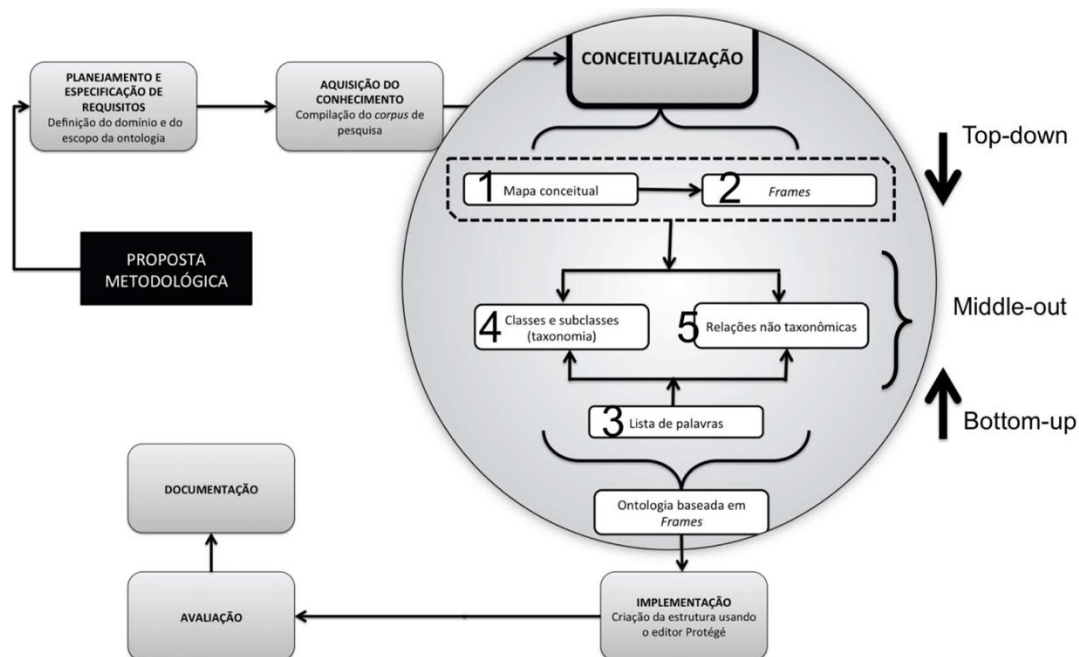 PLANEJAMENTO E
ESPECIFICAÇÃO DE
REQUISITOS
Definição do domínio e do
escopo da ontologia
AQUISIÇÃO DO
CONHECIMENTO
Compilação do corpus de
pesquisa
CONCEITUALIZAÇÃO
Top-down
1 Mapa conceitual
2 Frames
PROPOSTA
METODOLÓGICA
4 Classes e subclasses
(taxonomia)
5 Relações não taxonômicas
Middle-out
3 Lista de palavras
Bottom-up
Ontologia baseada em
Frames
DOCUMENTAÇÃO
AVALIAÇÃO
IMPLEMENTAÇÃO
Criação da estrutura usando
o editor Protégé